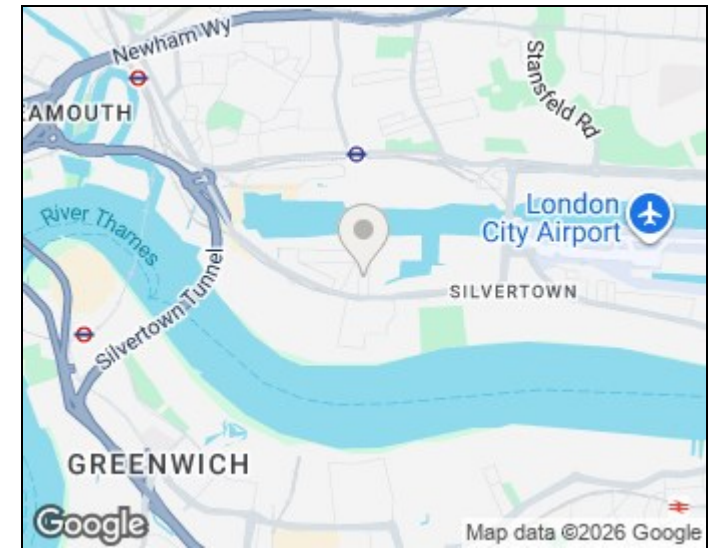 Newham Wy
Stansfeld Rd
EAMOUTH
River Thames
London
City Airport
Silvertown Tunnel
SILVERTOWN
GREENWICH
Google
Map data ©2026 Google